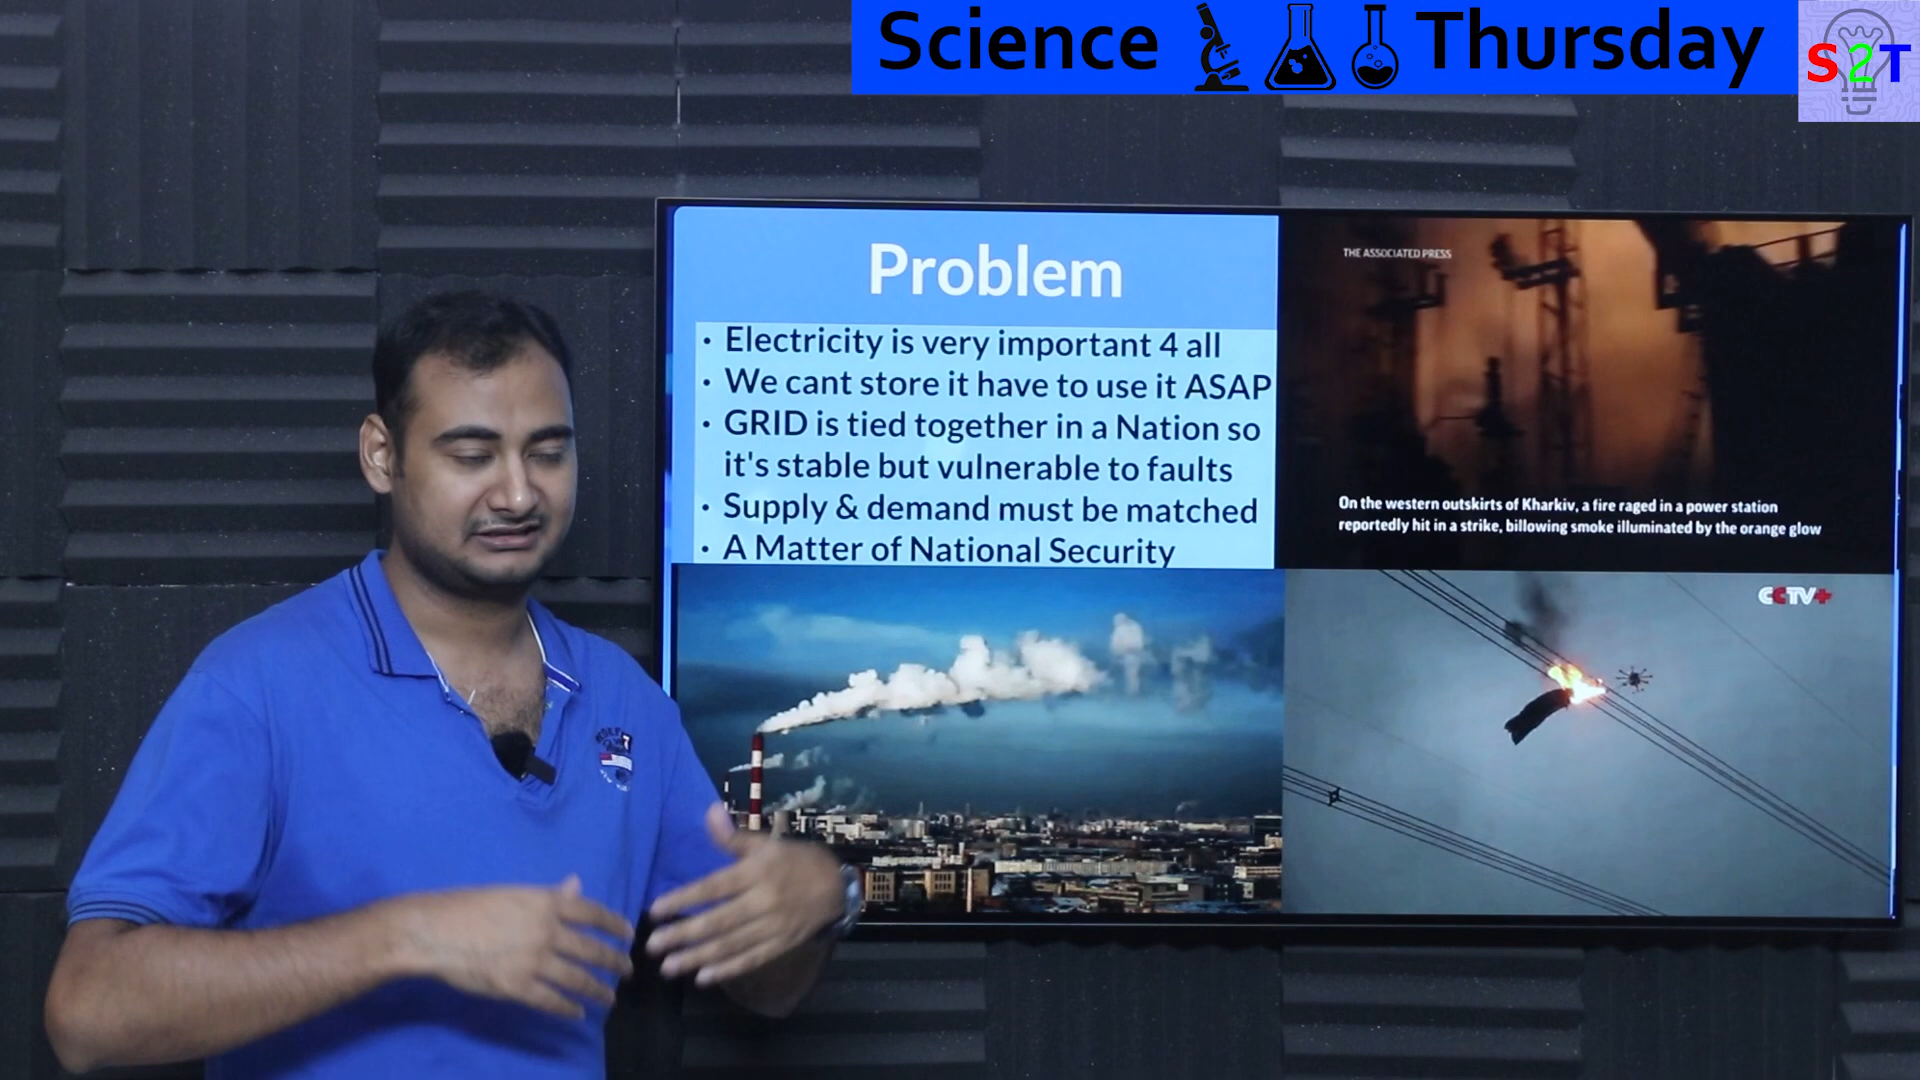 Science Thursday
S2T
Problem
• Electricity is very important 4 all
• We cant store it have to use it ASAP
• GRID is tied together in a Nation so
it's stable but vulnerable to faults
• Supply & demand must be matched
• A Matter of National Security
THE ASSOCIATED PRESS
On the western outskirts of Kharkiv, a fire raged in a power station
reportedly hit in a strike, billowing smoke illuminated by the orange glow
CCTV+
7